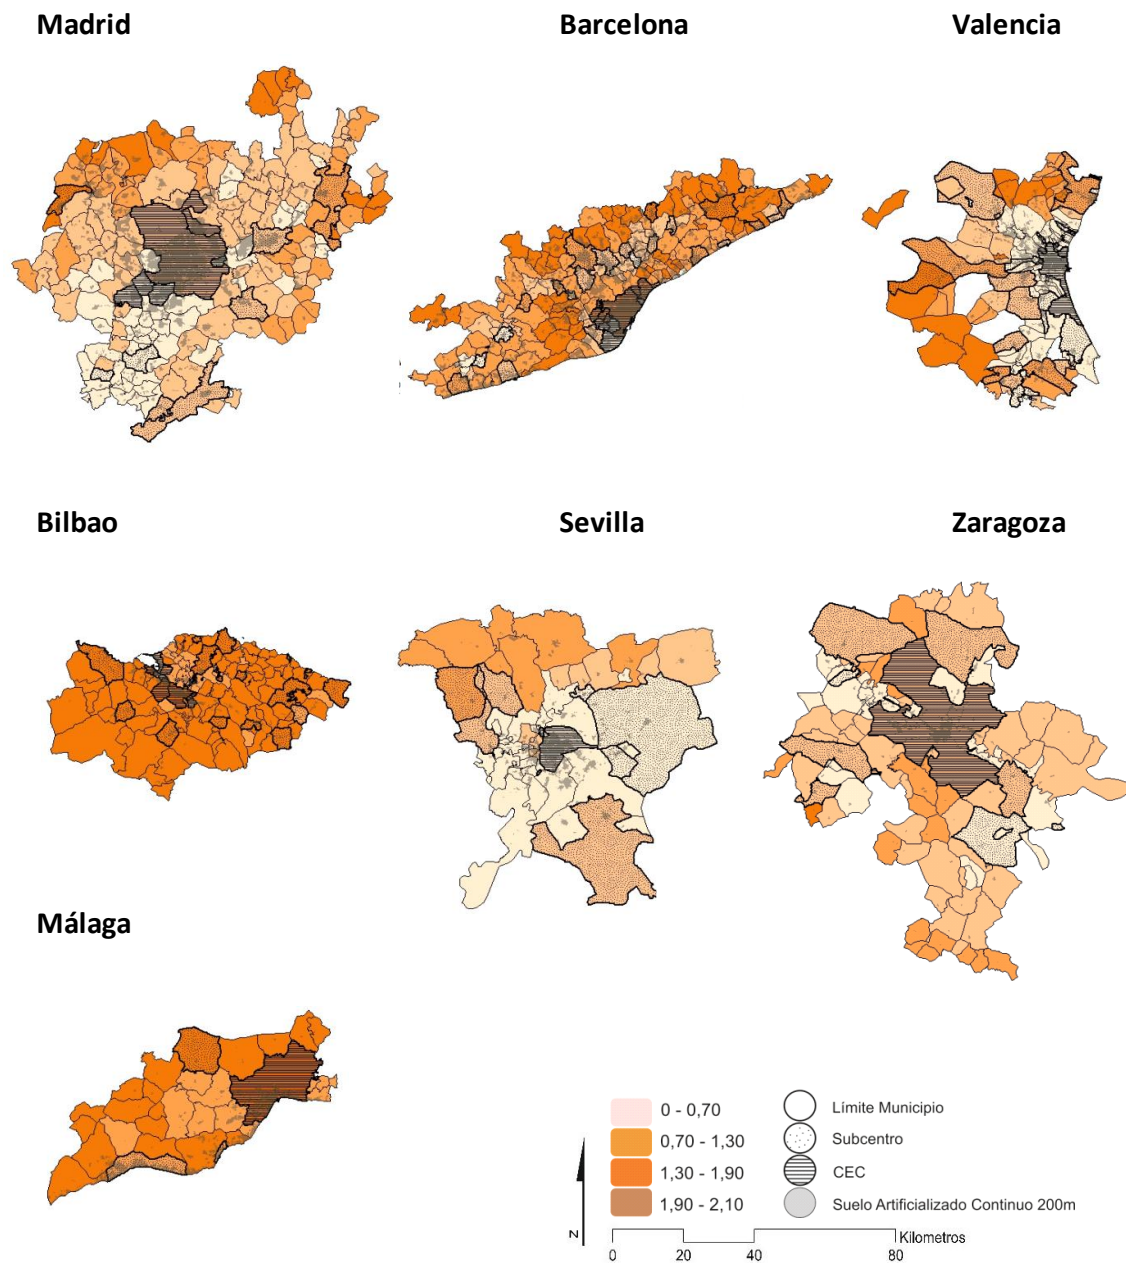 Madrid
Barcelona
Valencia
Bilbao
Sevilla
Zaragoza
Málaga
0 - 0,70
0,70 - 1,30
1,30 - 1,90
1,90 - 2,10
Límite Municipio
Subcentro
CEC
Suelo Artificializado Continuo 200m
N
Kilometros
0 20 40 80